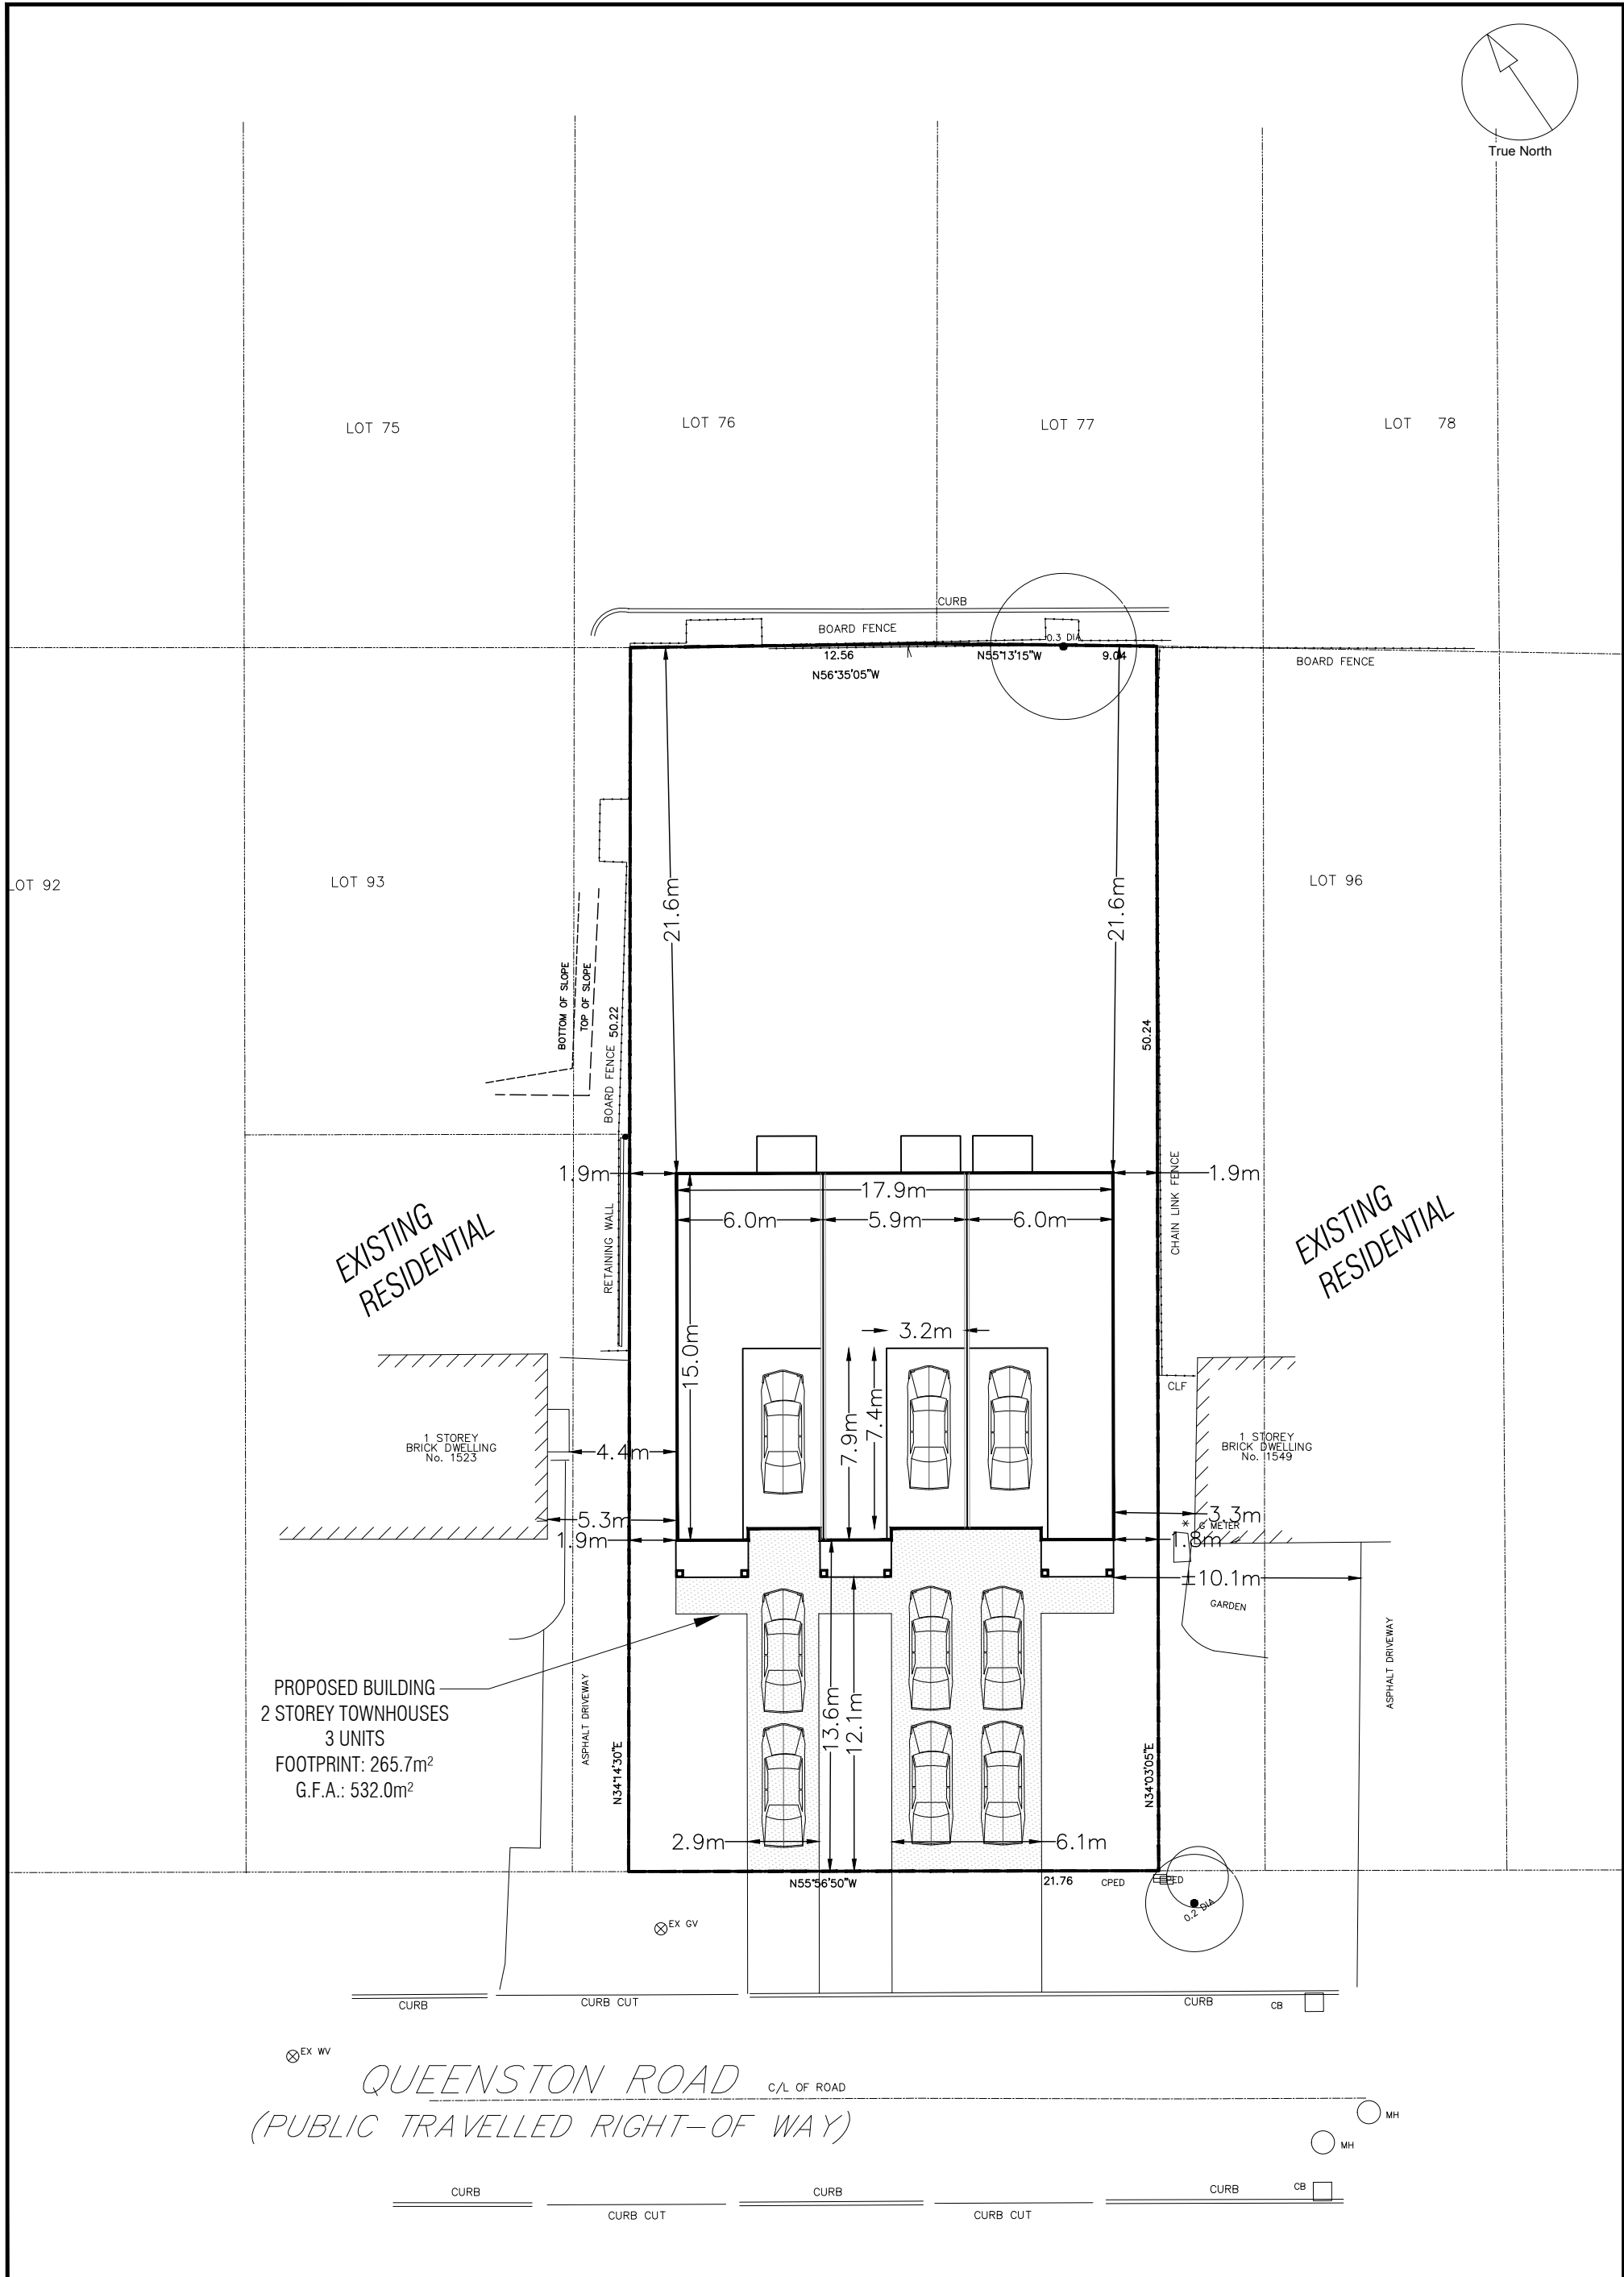 True North
LOT 75
LOT 76
LOT 77
LOT 78
CURB
BOARD FENCE
0.3 DIA
12.56
N56°35'05"W
N55°13'15"W
9.04
BOARD FENCE
LOT 92
LOT 93
LOT 96
21.6m
21.6m
BOTTOM OF SLOPE
TOP OF SLOPE
BOARD FENCE
50.22
50.24
1.9m
1.9m
17.9m
6.0m
5.9m
6.0m
RETAINING WALL
CHAIN LINK FENCE
EXISTING
RESIDENTIAL
EXISTING
RESIDENTIAL
3.2m
15.0m
7.9m
7.4m
CLF
1 STOREY
BRICK DWELLING
No. 1523
4.4m
1 STOREY
BRICK DWELLING
No. 1549
5.3m
3.3m
G METER
1.9m
1.8m
±10.1m
GARDEN
ASPHALT DRIVEWAY
ASPHALT DRIVEWAY
PROPOSED BUILDING
2 STOREY TOWNHOUSES
3 UNITS
FOOTPRINT: 265.7m²
G.F.A.: 532.0m²
13.6m
12.1m
N34°14'30"E
N34°03'05"E
2.9m
6.1m
N55°56'50"W
21.76
CPED
0.2 DIA
EX GV
CURB
CURB CUT
CURB
CB
EX WV
QUEENSTON ROAD
C/L OF ROAD
(PUBLIC TRAVELLED RIGHT-OF WAY)
MH
MH
CURB
CURB CUT
CURB
CURB CUT
CURB
CB